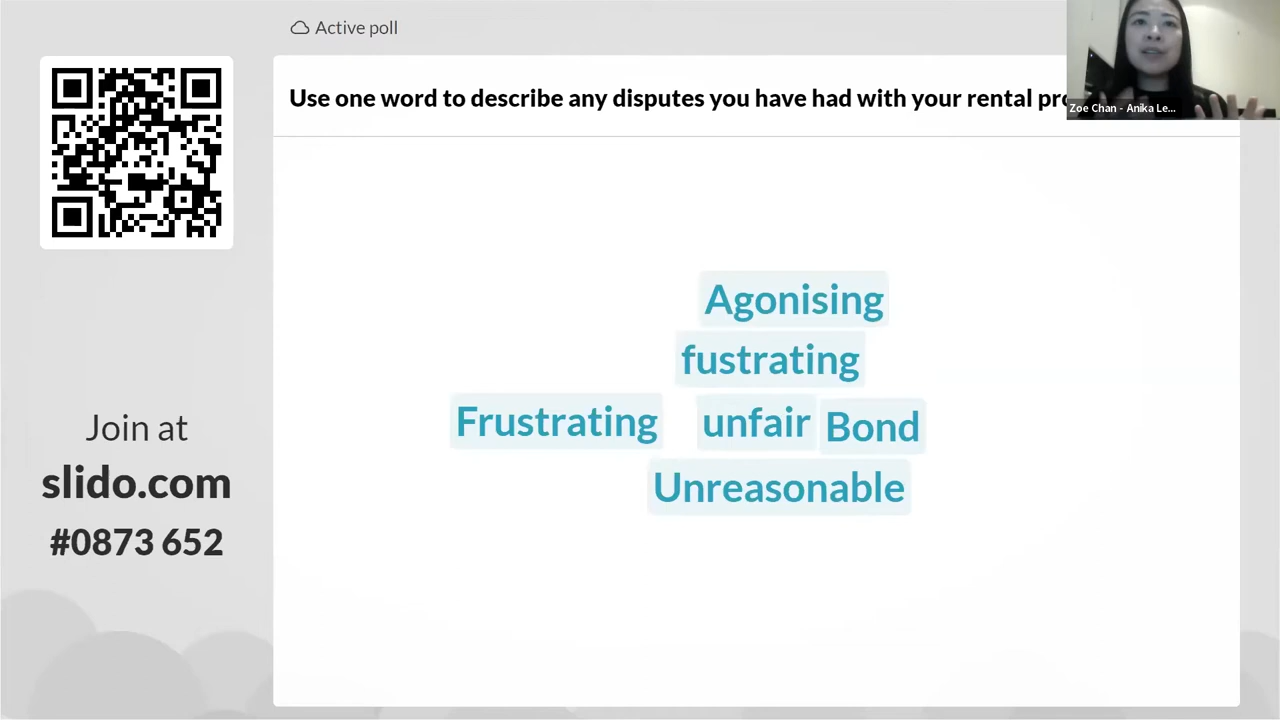 Active poll
Use one word to describe any disputes you have had with your rental pro
Zoe Chan - Anika Le...
Agonising
fustrating
Frustrating unfair Bond
Unreasonable
Join at
slido.com
#0873 652